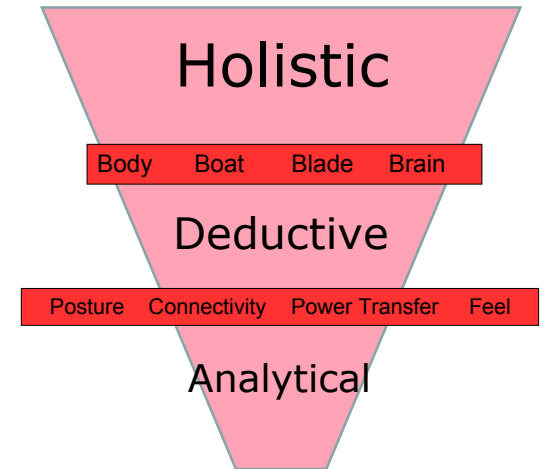 Holistic
Body Boat Blade Brain
Deductive
Posture Connectivity Power Transfer Feel
Analytical